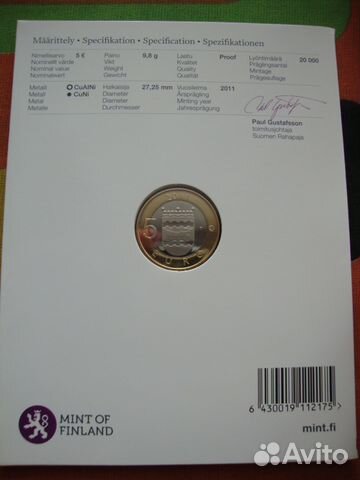 Määrittely • Spesifikation • Specification • Spezifikationen
Nimellisarvo 5 € Paino 9,8 g Laatu Proof Lyöntimäärä 20 000
Nominellt värde Vikt Kvalitet Präglingsantal
Nominal value Weight Quality Mintage
Nominalwert Gewicht Qualität Prägeauflage
Metalli CuAlNi Halkaisija 27,25 mm Vuosileima 2011
Metall CuNi Diameter Årsprägling
Metal Diameter Minting year
Metalle Durchmesser Jahresprägung
Paul Gustafsson
toimitusjohtaja
Suomen Rahapaja
5
EURO
MINT OF
FINLAND
6 430019 112175 >
mint.fi
Avito